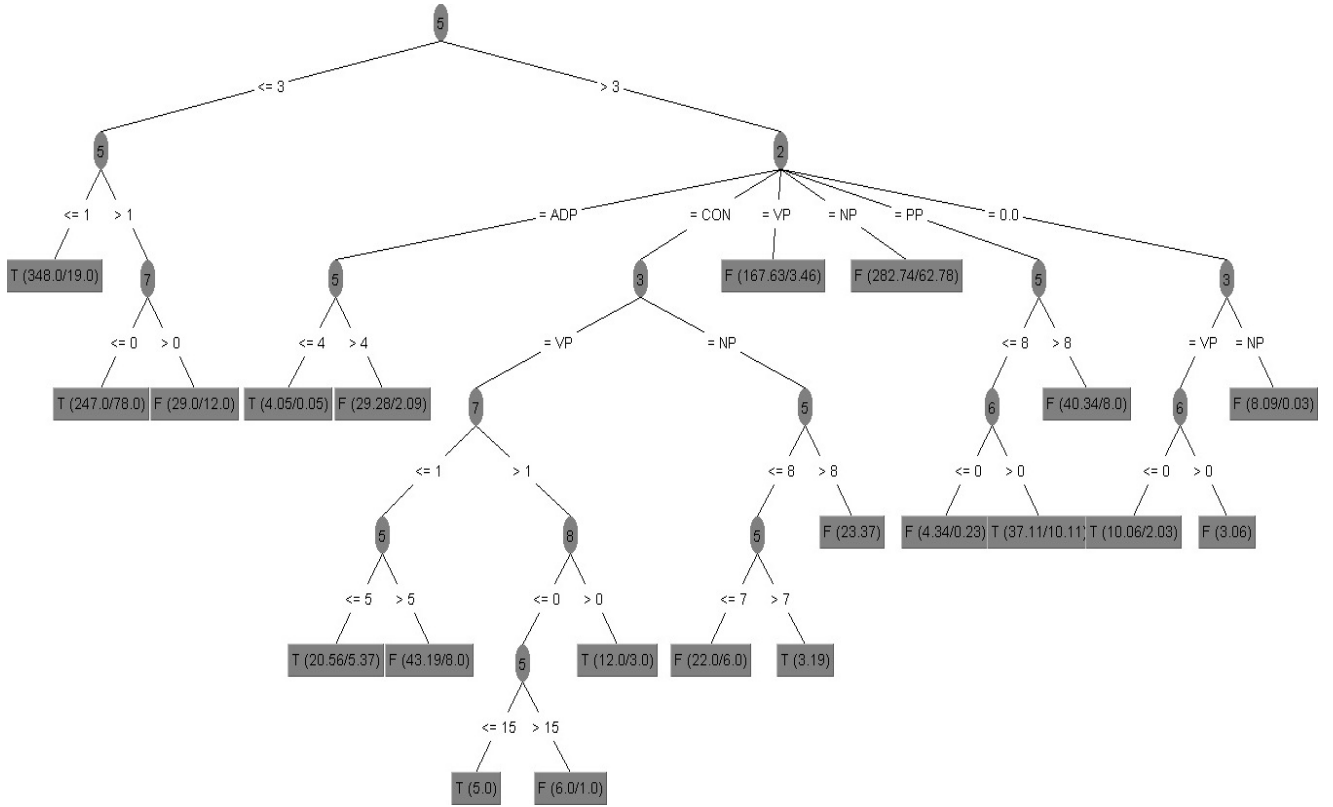 5
<= 3 > 3
5 2
<= 1 > 1 = ADP = CON = VP = NP = PP = 0.0
T (348.0/19.0) 7 5 3 F (167.63/3.46) F (282.74/62.78) 5 3
<= 0 > 0 <= 4 > 4 = VP = NP <= 8 > 8 = VP = NP
T (247.0/78.0) F (29.0/12.0) T (4.05/0.05) F (29.28/2.09) 7 5 6 F (40.34/8.0) 6 F (8.09/0.03)
<= 1 > 1 <= 8 > 8 <= 0 > 0 <= 0 > 0
5 8 5 F (23.37) F (4.34/0.23) T (37.11/10.11) T (10.06/2.03) F (3.06)
<= 5 > 5 <= 0 > 0 <= 7 > 7
T (20.56/5.37) F (43.19/8.0) 5 T (12.0/3.0) F (22.0/6.0) T (3.19)
<= 15 > 15
T (5.0) F (6.0/1.0)